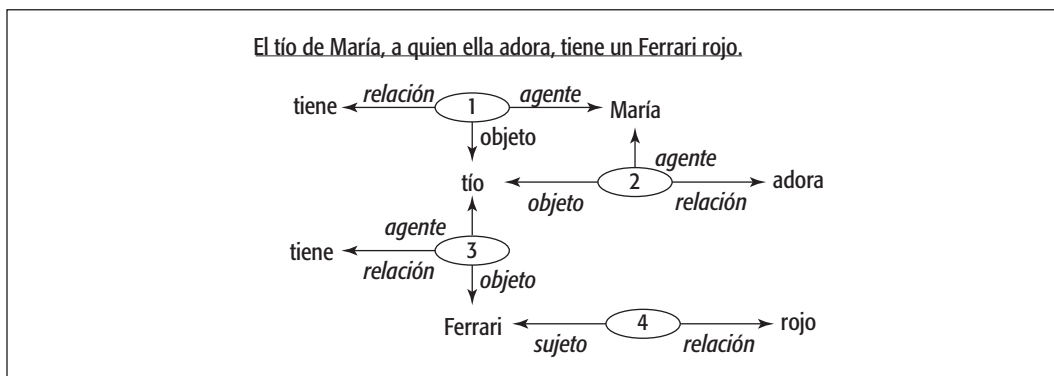 El tío de María, a quien ella adora, tiene un Ferrari rojo.
tiene relación 1 agente María
objeto
agente
tío objeto 2 relación adora
agente
tiene relación 3 objeto
Ferrari sujeto 4 relación rojo